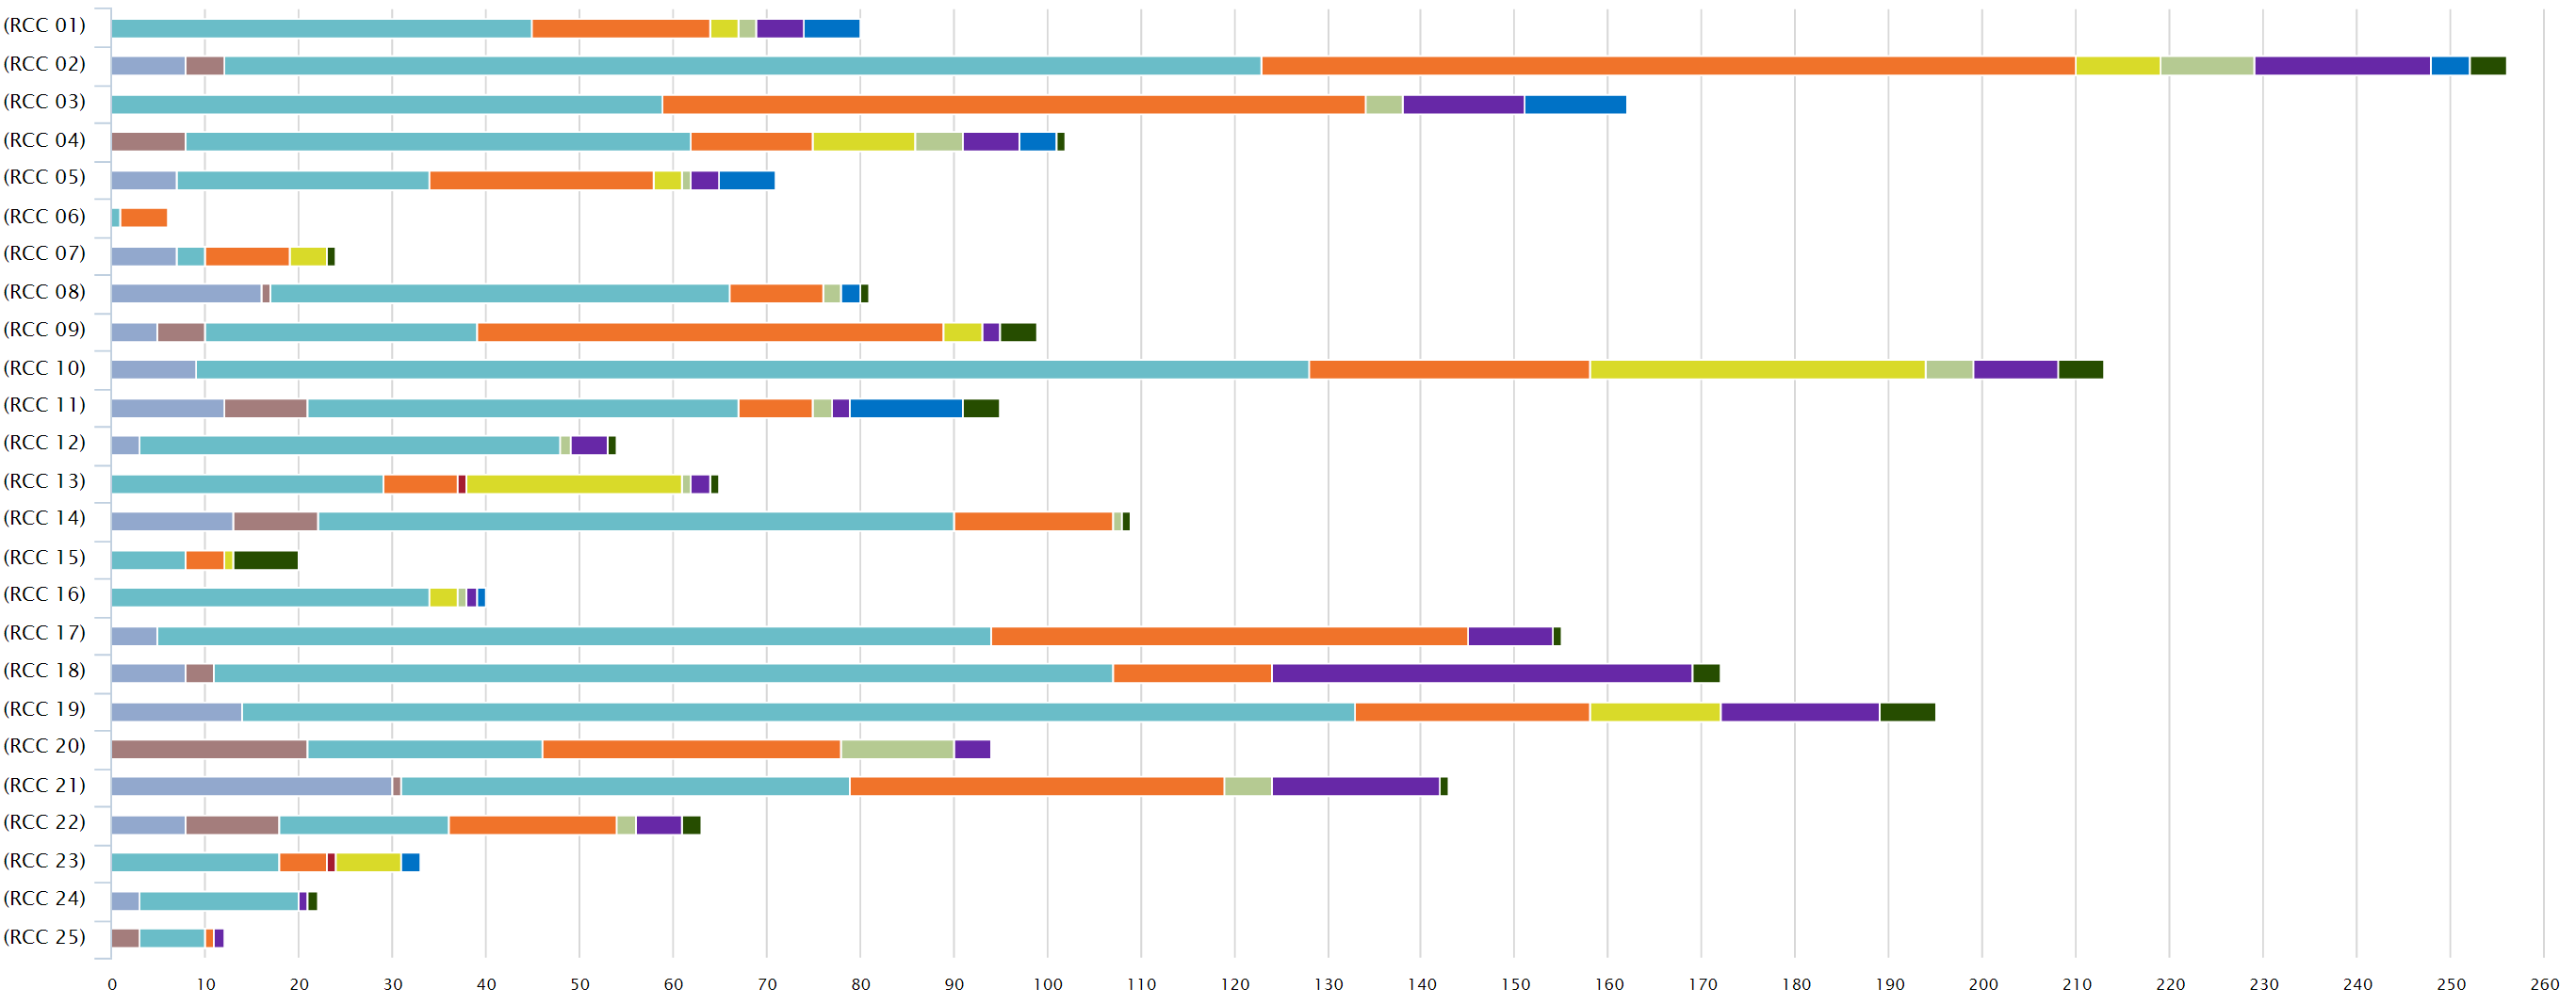 (RCC 01)
(RCC 02)
(RCC 03)
(RCC 04)
(RCC 05)
(RCC 06)
(RCC 07)
(RCC 08)
(RCC 09)
(RCC 10)
(RCC 11)
(RCC 12)
(RCC 13)
(RCC 14)
(RCC 15)
(RCC 16)
(RCC 17)
(RCC 18)
(RCC 19)
(RCC 20)
(RCC 21)
(RCC 22)
(RCC 23)
(RCC 24)
(RCC 25)
0 10 20 30 40 50 60 70 80 90 100 110 120 130 140 150 160 170 180 190 200 210 220 230 240 250 260